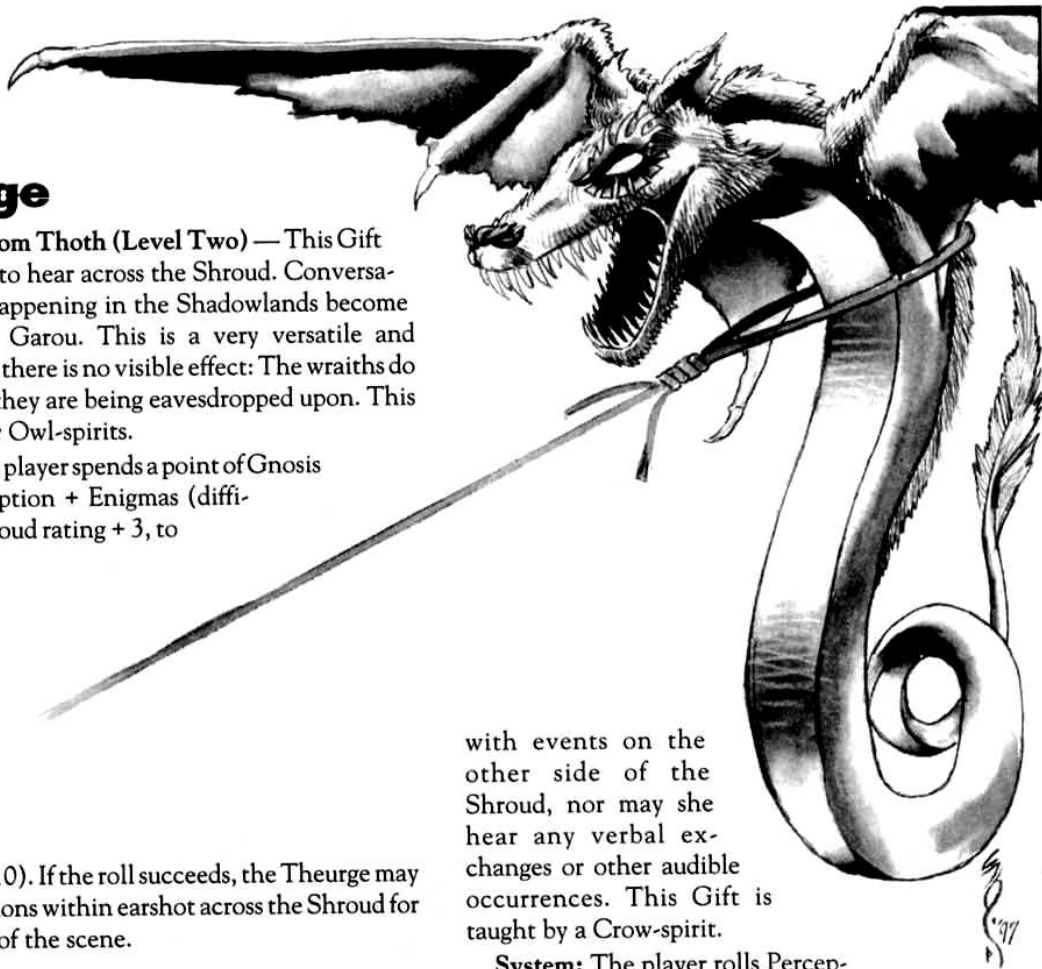 ge
om Thoth (Level Two) — This Gift
to hear across the Shroud. Conversa-
appening in the Shadowlands become
Garou. This is a very versatile and
there is no visible effect: The wraiths do
they are being eavesdropped upon. This
Owl-spirits.
player spends a point of Gnosis
ption + Enigmas (diffi-
oud rating + 3, to
0). If the roll succeeds, the Theurge may
ons within earshot across the Shroud for
of the scene.
with events on the
other side of the
Shroud, nor may she
hear any verbal ex-
changes or other audible
occurrences. This Gift is
taught by a Crow-spirit.
System: The player rolls Percep-
'97